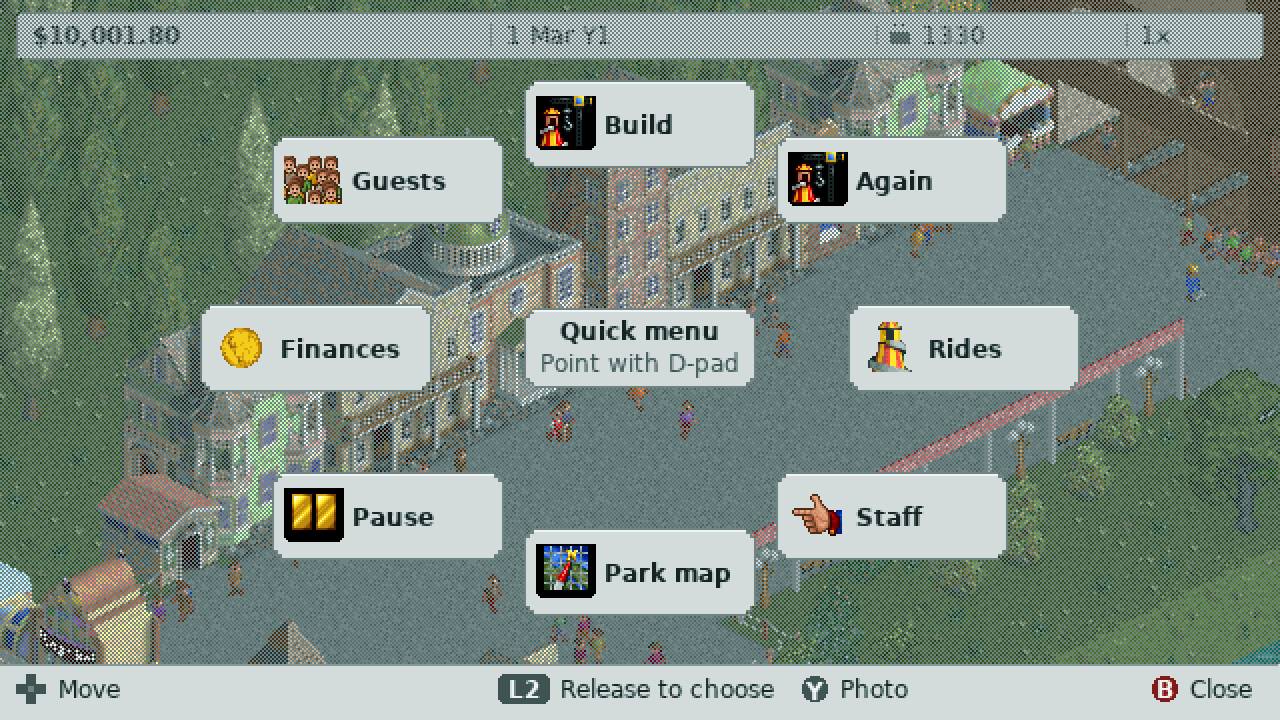 $10,001.80 1 Mar Y1 1330 1x
Build
Guests
Again
Finances
Quick menu
Point with D-pad
Rides
Pause
Staff
Park map
Move L2 Release to choose Y Photo B Close